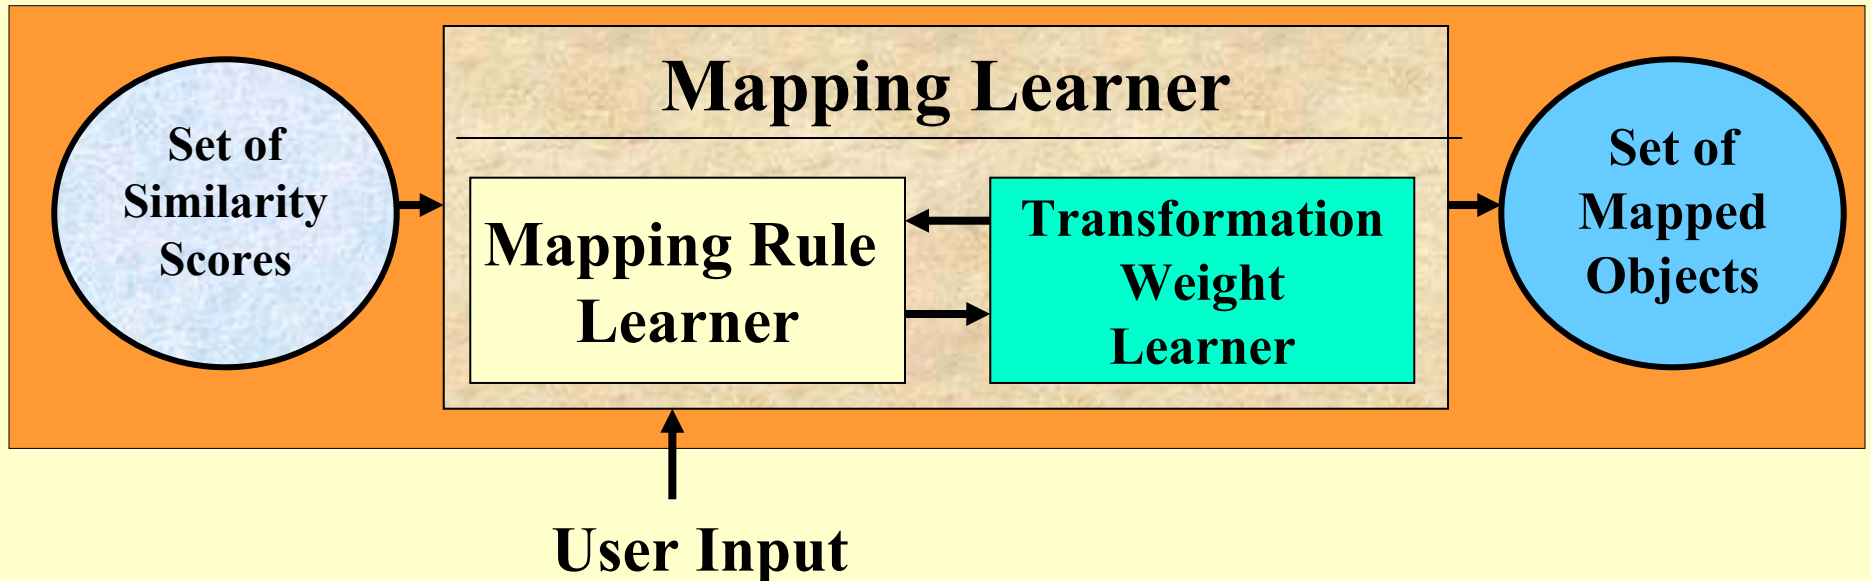 Mapping Learner
Set of
Similarity
Scores
Mapping Rule
Learner
Transformation
Weight
Learner
Set of
Mapped
Objects
User Input